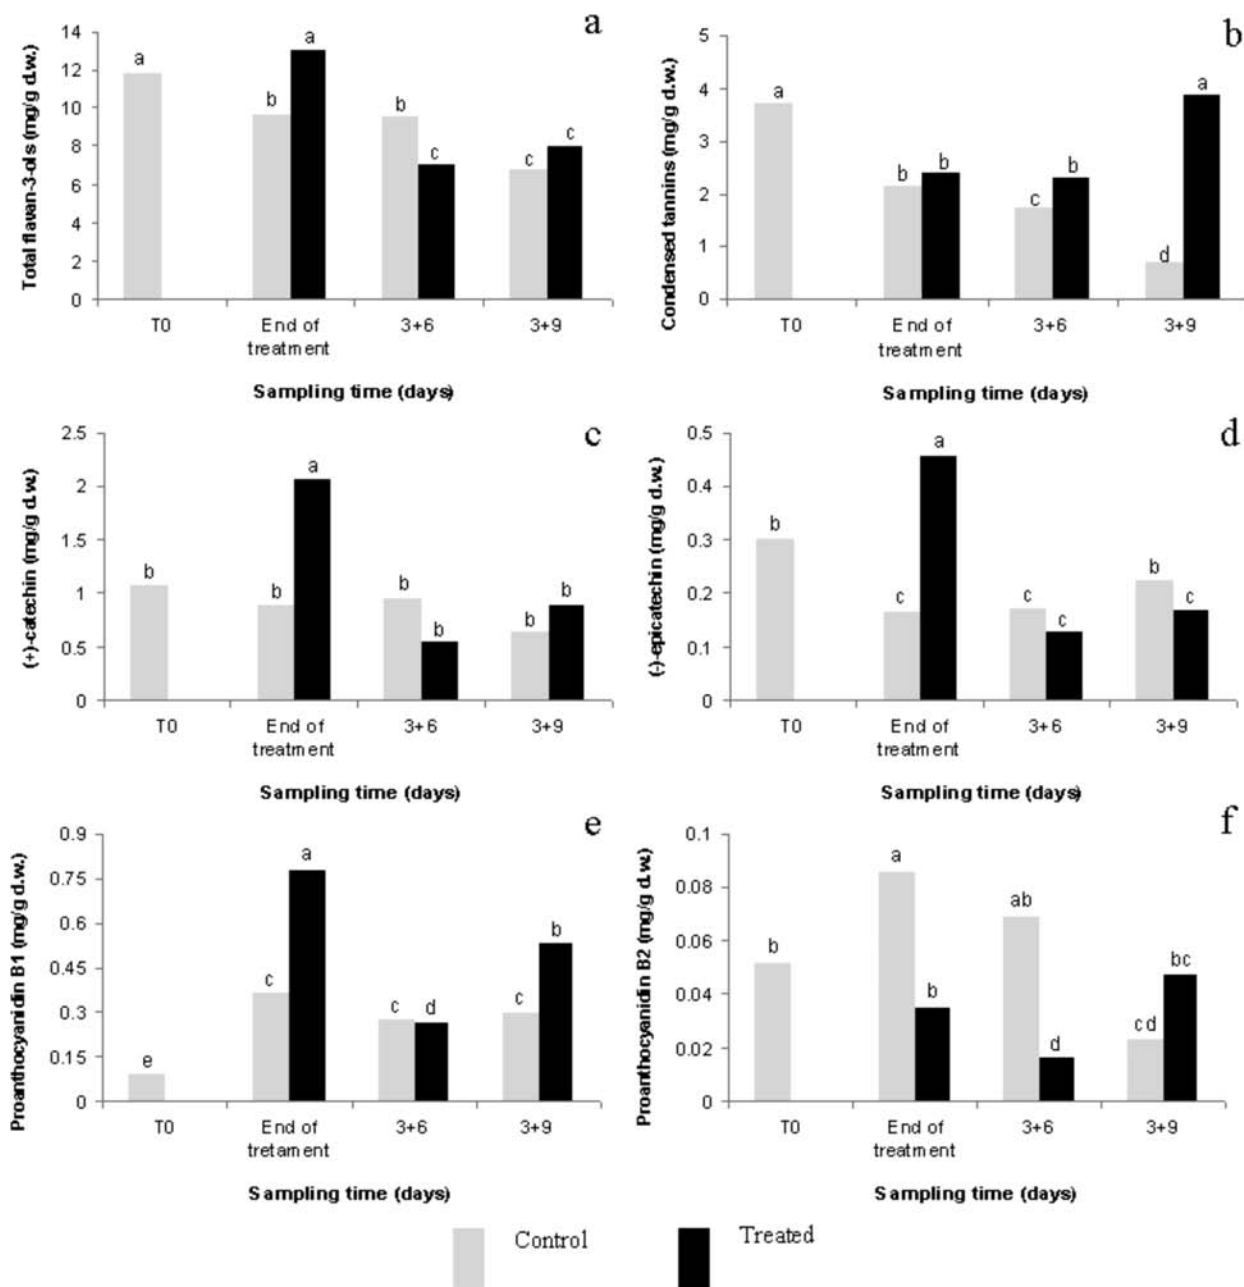 a
Total flavan-3-ols (mg/g d.w.)
14
12
10
8
6
4
2
0
a
b
a
b
c
c
c
T0
End of
treatment
3+6
3+9
Sampling time (days)
b
Condensed tannins (mg/g d.w.)
5
4
3
2
1
0
a
b
b
c
b
d
a
T0
End of
treatment
3+6
3+9
Sampling time (days)
c
(+)-catechin (mg/g d.w.)
2.5
2
1.5
1
0.5
0
b
b
a
b
b
b
b
T0
End of
treatment
3+6
3+9
Sampling time (days)
d
(-)-epicatechin (mg/g d.w.)
0.5
0.4
0.3
0.2
0.1
0
b
c
a
c
c
b
c
T0
End of
treatment
3+6
3+9
Sampling time (days)
e
Proanthocyanidin B1 (mg/g d.w.)
0.9
0.75
0.6
0.45
0.3
0.15
0
e
c
a
c
d
c
b
T0
End of
tretament
3+6
3+9
Sampling time (days)
f
Proanthocyanidin B2 (mg/g d.w.)
0.1
0.08
0.06
0.04
0.02
0
b
a
b
ab
d
cd
bc
T0
End of
treatment
3+6
3+9
Sampling time (days)
Control
Treated